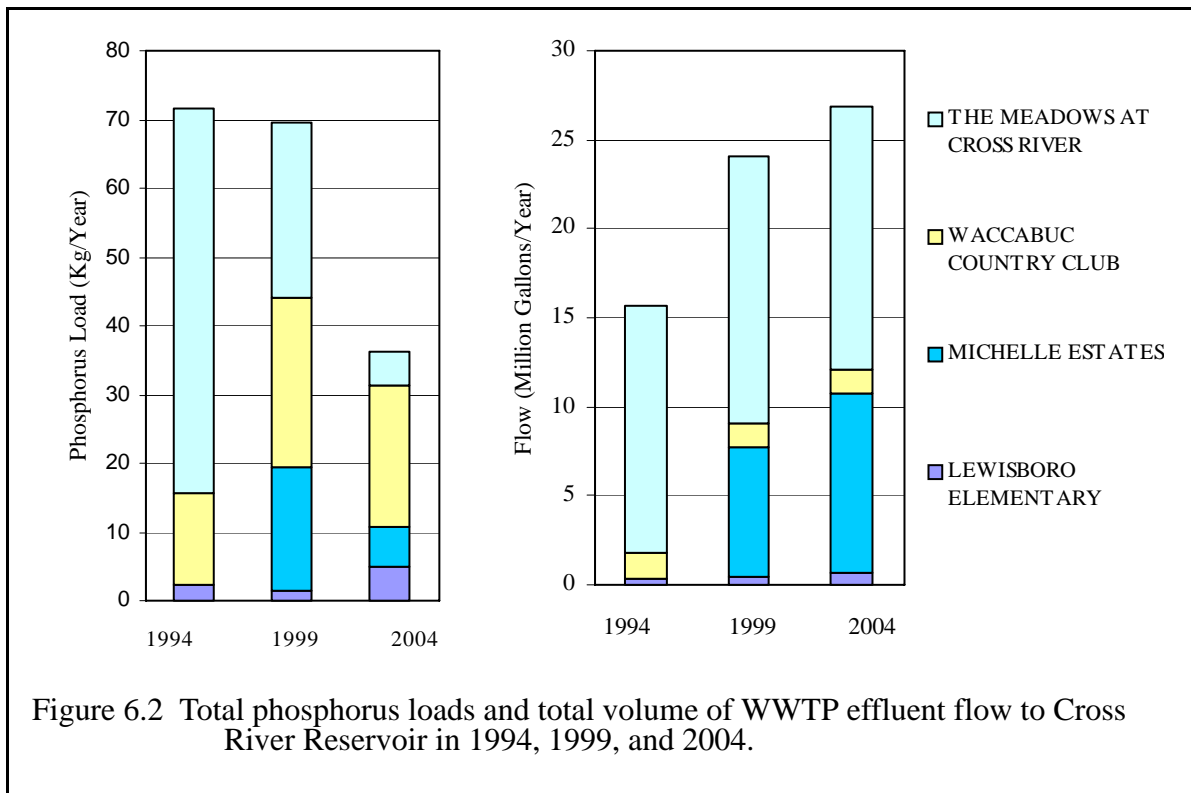 80
70
60
50
40
30
20
10
0
Phosphorus Load (Kg/Year)
1994 1999 2004
30
25
20
15
10
5
0
Flow (Million Gallons/Year)
1994 1999 2004
THE MEADOWS AT
CROSS RIVER
WACCABUC
COUNTRY CLUB
MICHELLE ESTATES
LEWISBORO
ELEMENTARY
Figure 6.2 Total phosphorus loads and total volume of WWTP effluent flow to Cross
River Reservoir in 1994, 1999, and 2004.